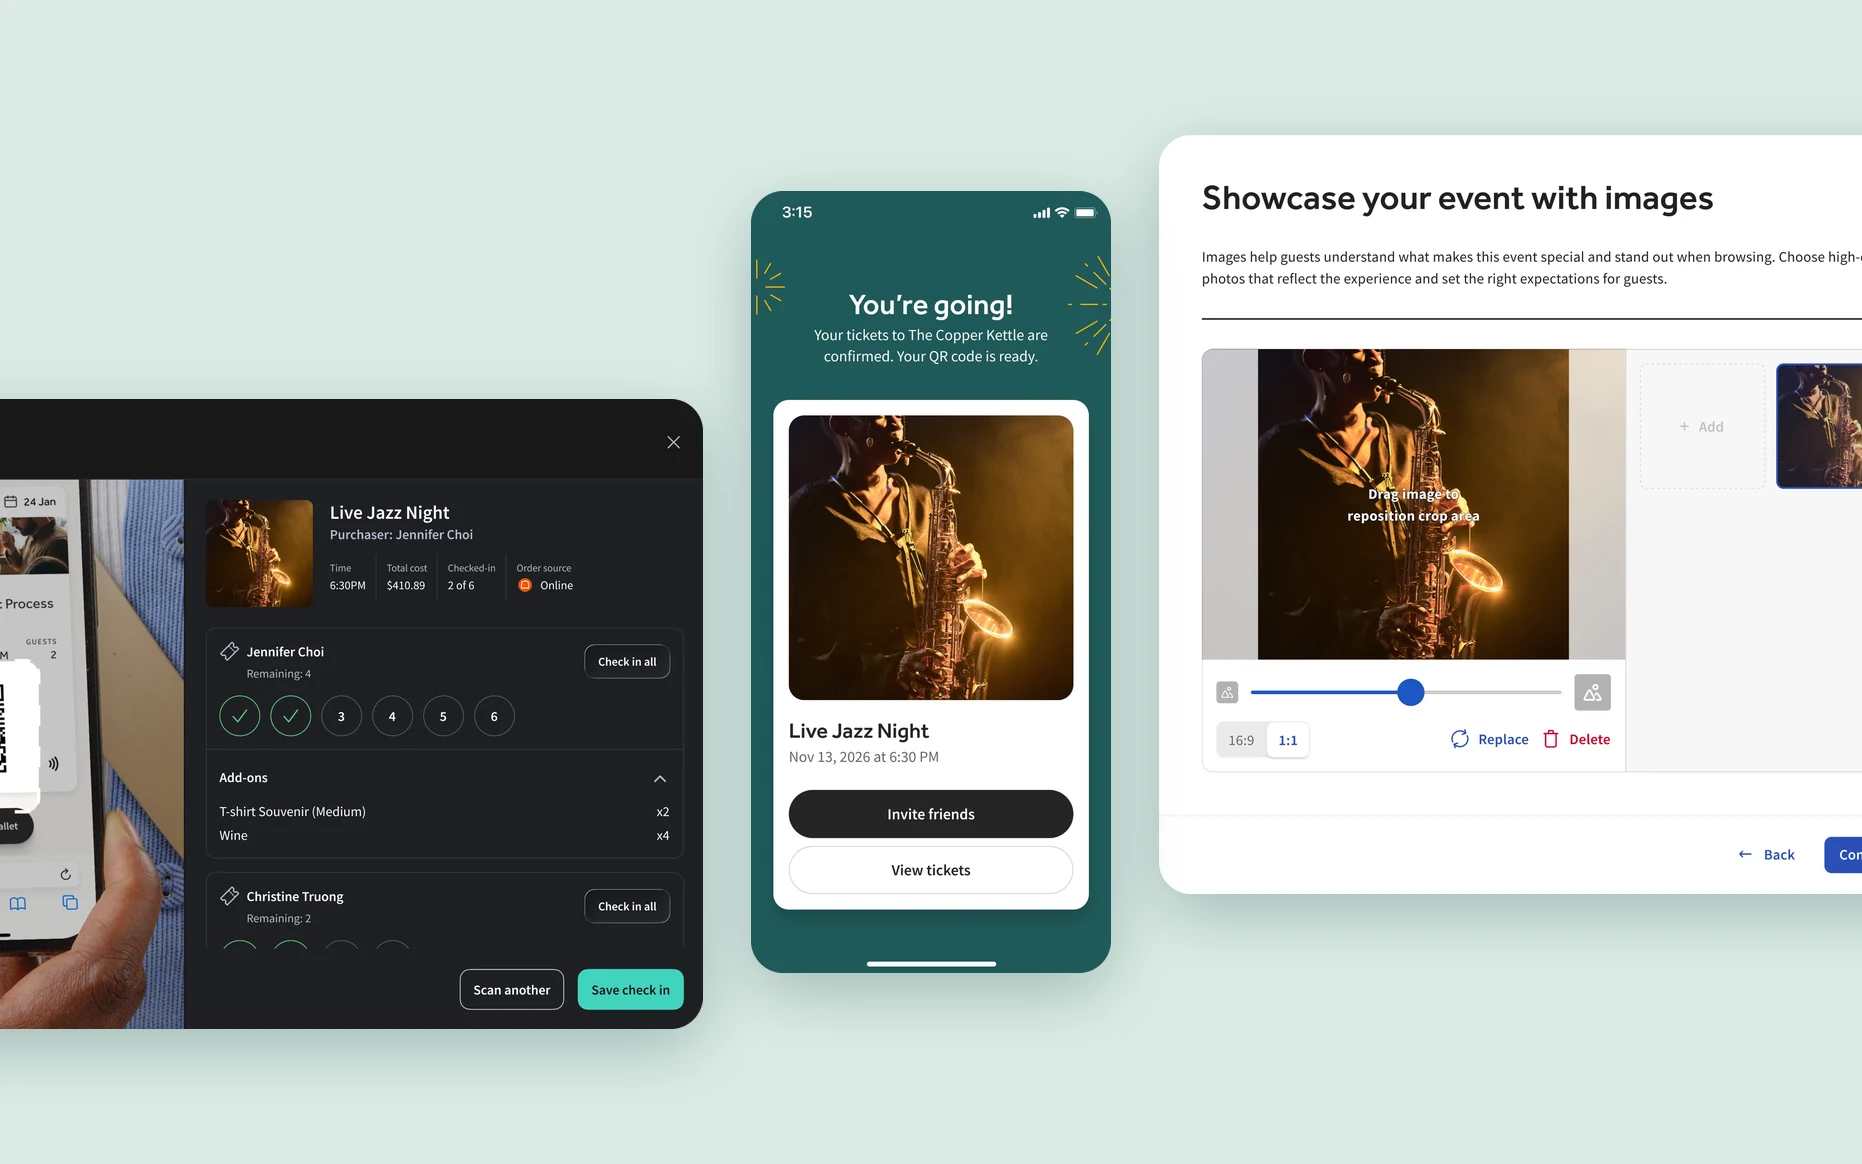 24 Jan
Process
GUESTS
M
2
allet
Live Jazz Night
Purchaser: Jennifer Choi
Time
Total cost
Checked-in
Order source
6:30PM
$410.89
2 of 6
Online
Jennifer Choi
Remaining: 4
Check in all
3
4
5
6
Add-ons
T-shirt Souvenir (Medium)
x2
Wine
x4
Christine Truong
Remaining: 2
Check in all
Scan another
Save check in
3:15
You're going!
Your tickets to The Copper Kettle are
confirmed. Your QR code is ready.
Live Jazz Night
Nov 13, 2026 at 6:30 PM
Invite friends
View tickets
Showcase your event with images
Images help guests understand what makes this event special and stand out when browsing. Choose high-
photos that reflect the experience and set the right expectations for guests.
Drag image to
reposition crop area
+ Add
16:9
1:1
Replace
Delete
← Back
Con